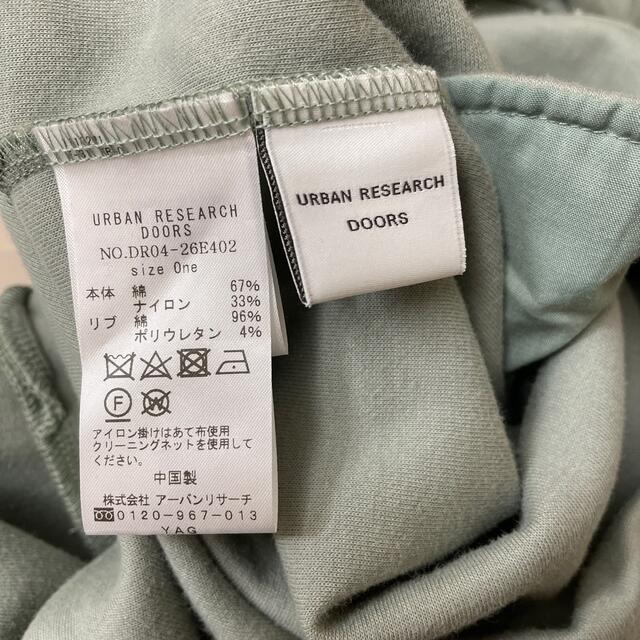 URBAN RESEARCH
DOORS
NO.DR04-26E402
size One
本体 綿 67%
ナイロン 33%
リブ 綿 96%
ポリウレタン 4%
F W
アイロン掛けはあて布使用
クリーニングネットを使用して
ください。
中国製
株式会社 アーバンリサーチ
0120-967-013
YAG
URBAN RESEARCH
DOORS